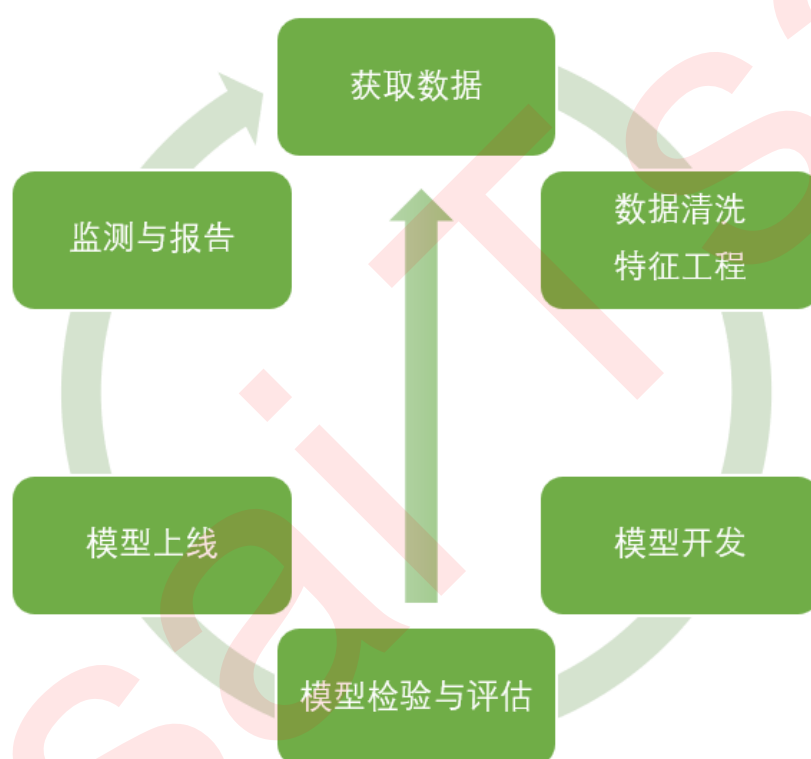 获取数据
数据清洗
特征工程
模型开发
模型检验与评估
模型上线
监测与报告